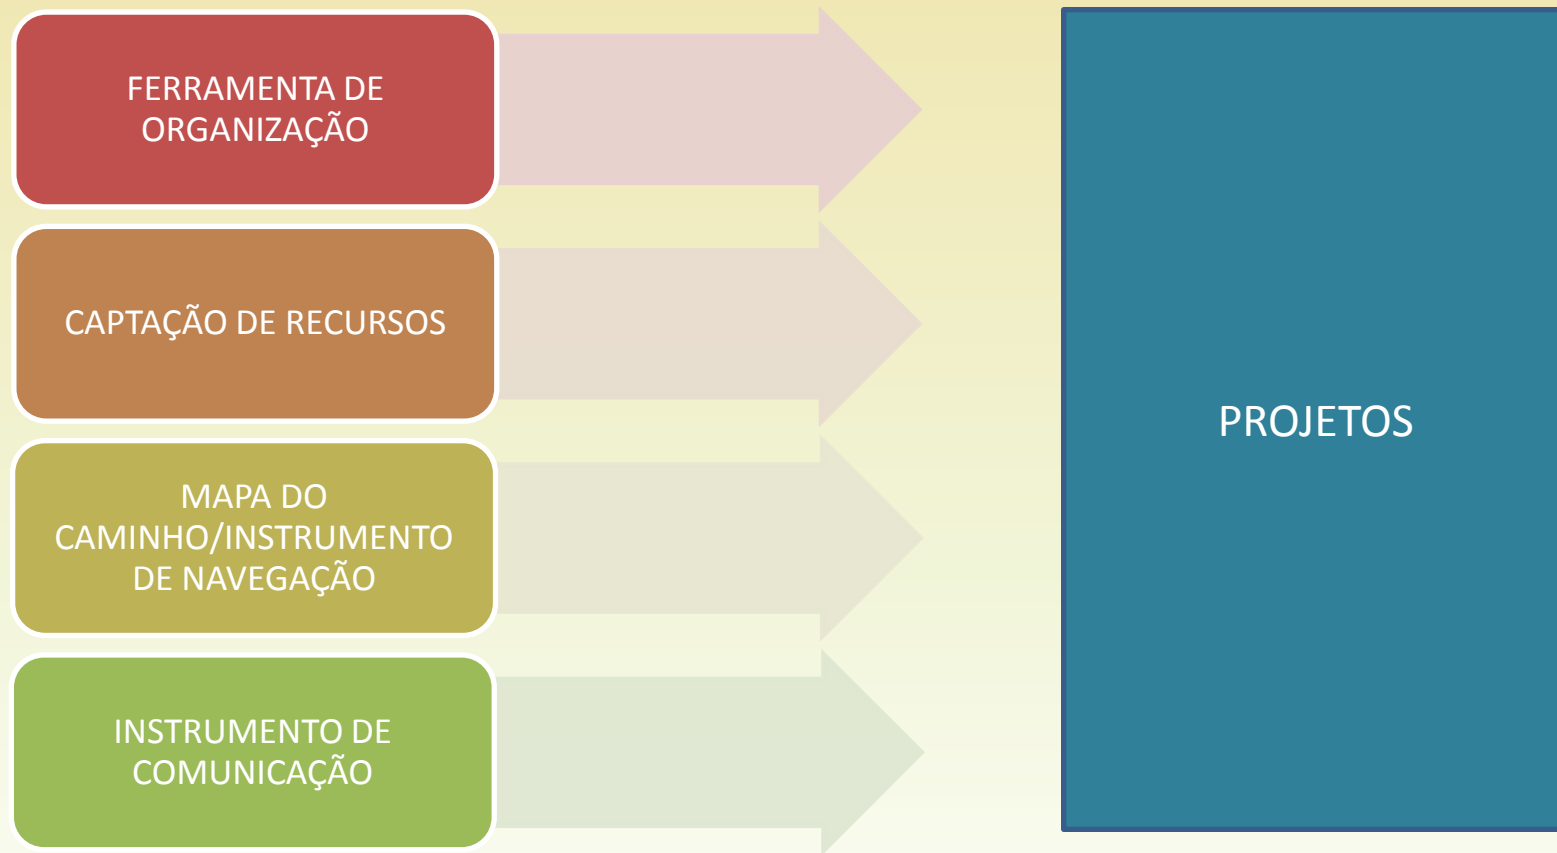 FERRAMENTA DE
ORGANIZAÇÃO
CAPTAÇÃO DE RECURSOS
MAPA DO
CAMINHO/INSTRUMENTO
DE NAVEGAÇÃO
INSTRUMENTO DE
COMUNICAÇÃO
PROJETOS